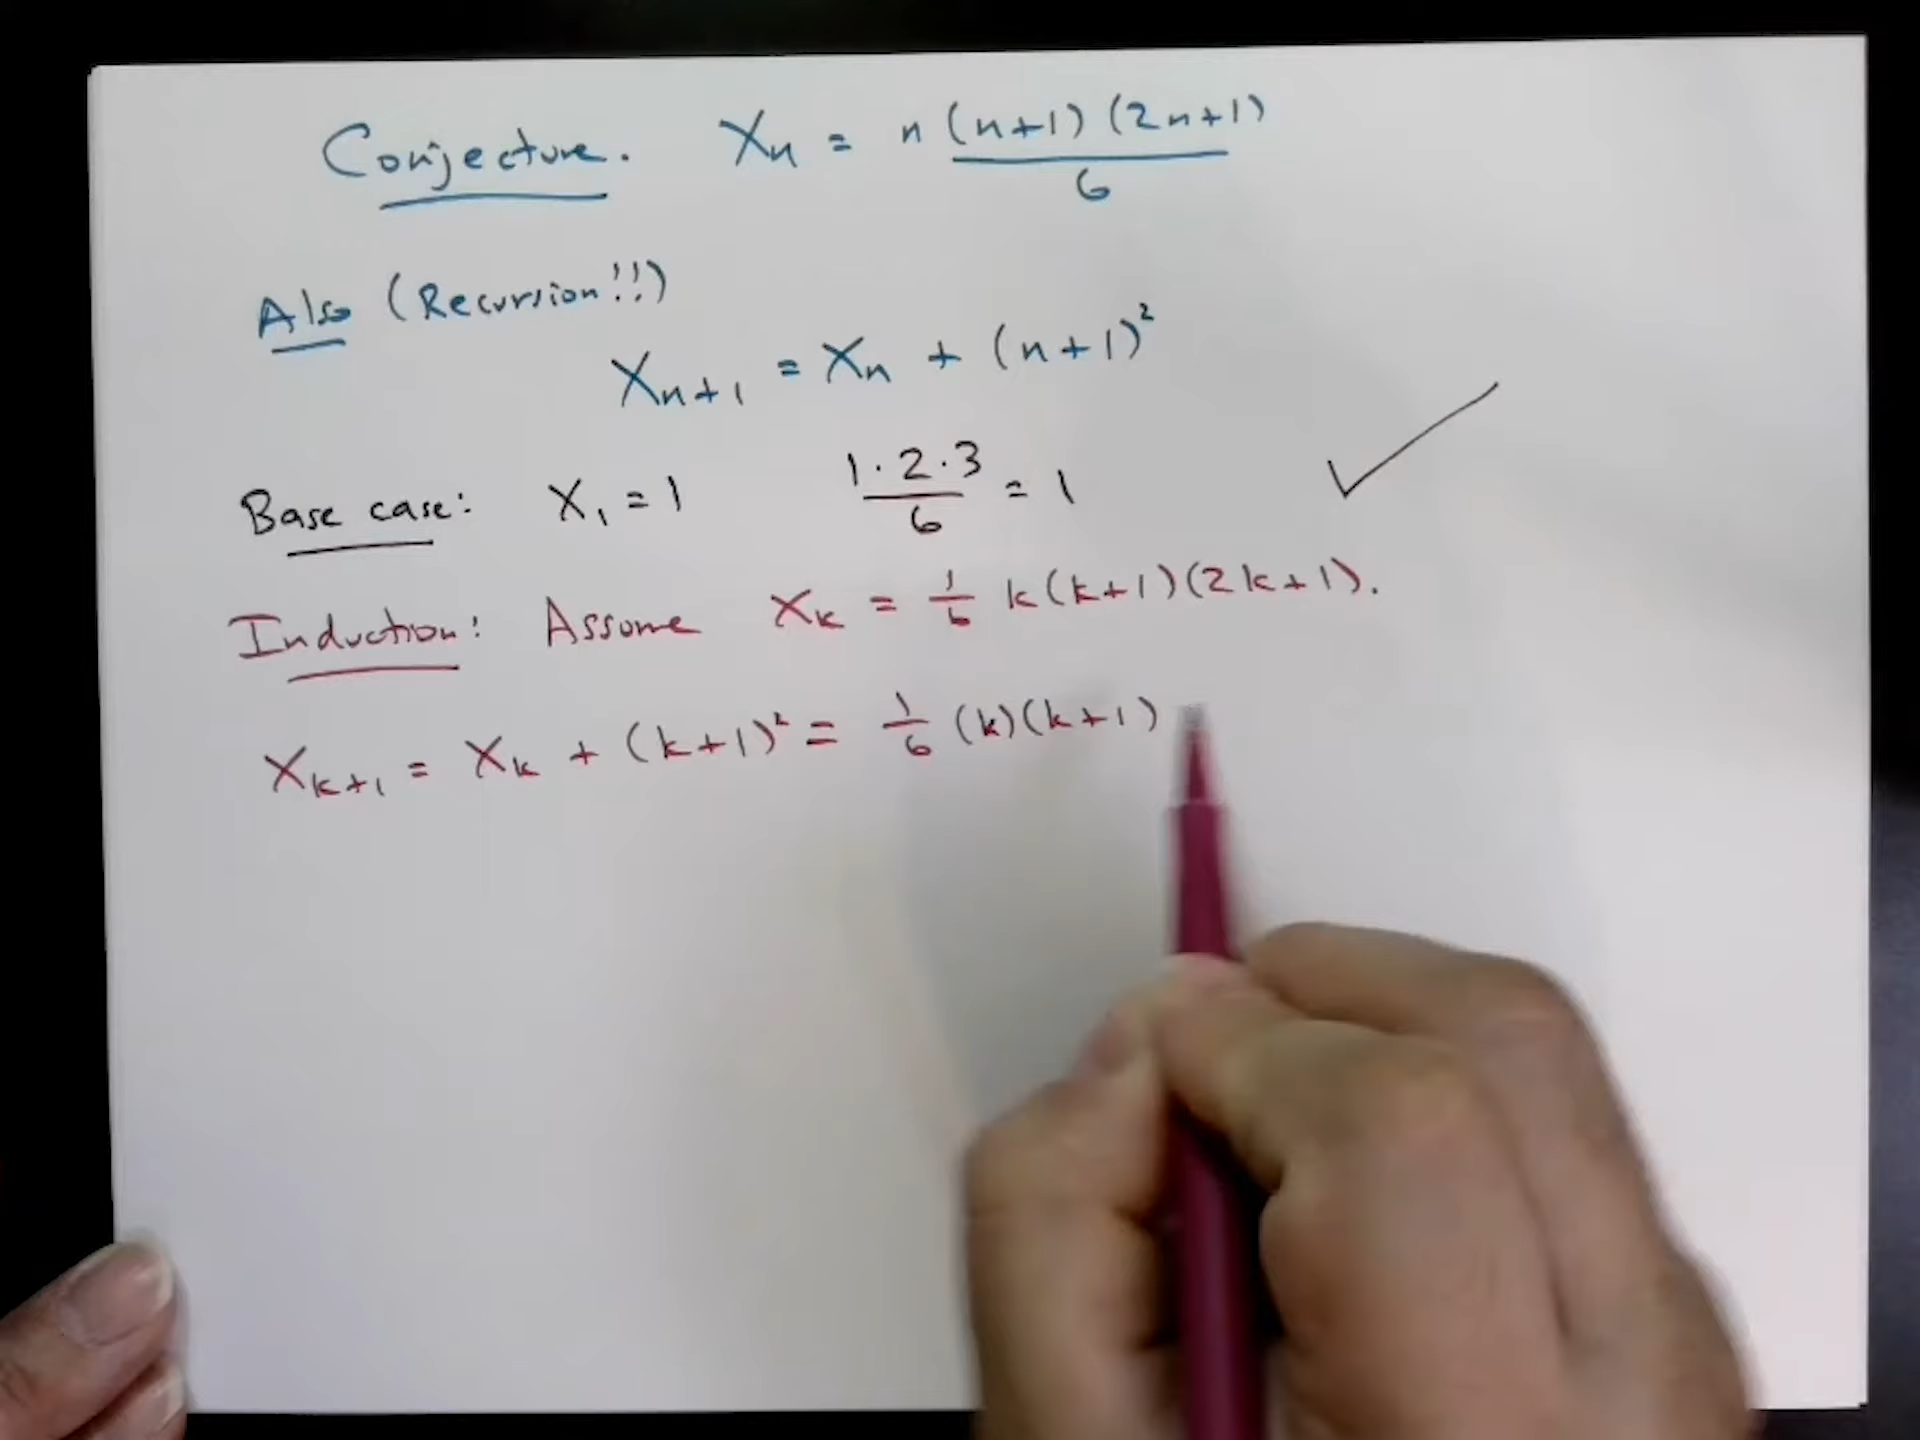 Conjecture. Xn = n(n+1)(2n+1)/6
Also (Recursion!!)
Xn+1 = Xn + (n+1)²
Base case: X₁ = 1 1·2·3/6 = 1 ✓
Induction: Assume Xk = 1/6 k(k+1)(2k+1).
Xk+1 = Xk + (k+1)² = 1/6 (k)(k+1)